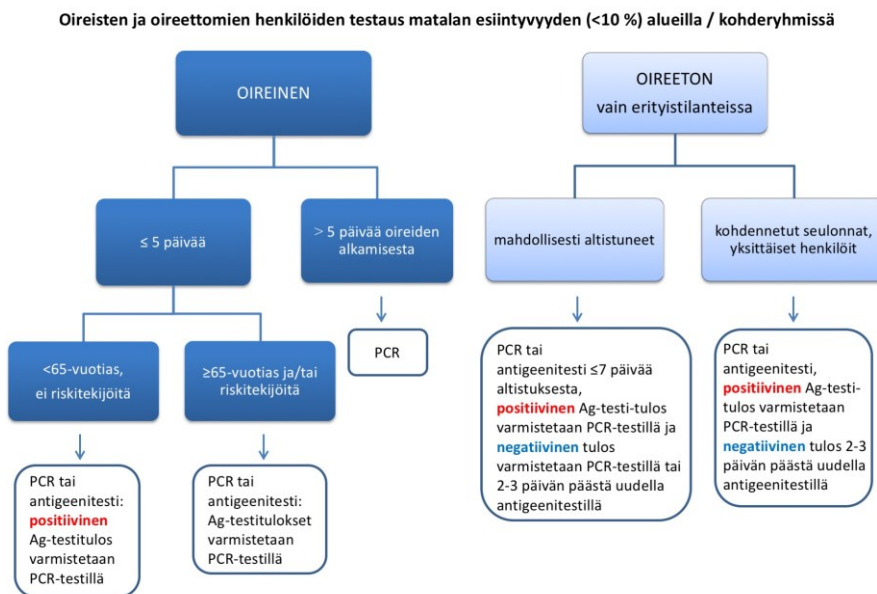 Oireisten ja oireettomien henkilöiden testaus matalan esiintyvyyden (<10 %) alueilla / kohderyhmissä
OIREINEN
OIREETON
vain erityistilanteissa
≤ 5 päivää
> 5 päivää oireiden
alkamisesta
mahdollisesti altistuneet
kohdennetut seulonnat,
yksittäiset henkilöit
<65-vuotias,
ei riskitekijöitä
≥65-vuotias ja/tai
riskitekijöitä
PCR
PCR tai
antigeenitesti ≤7 päivää
altistuksesta,
positiivinen Ag-testi-tulos
varmistetaan PCR-testillä ja
negatiivinen tulos
varmistetaan PCR-testillä tai
2-3 päivän päästä uudella
antigeenitestillä
PCR tai
antigeenitesti,
positiivinen Ag-testi-
tulos varmistetaan
PCR-testillä ja
negatiivinen tulos 2-3
päivän päästä uudella
antigeenitestillä
PCR tai
antigeenitesti:
positiivinen
Ag-testitulos
varmistetaan
PCR-testillä
PCR tai
antigeenitesti:
Ag-testitulokset
varmistetaan
PCR-testillä